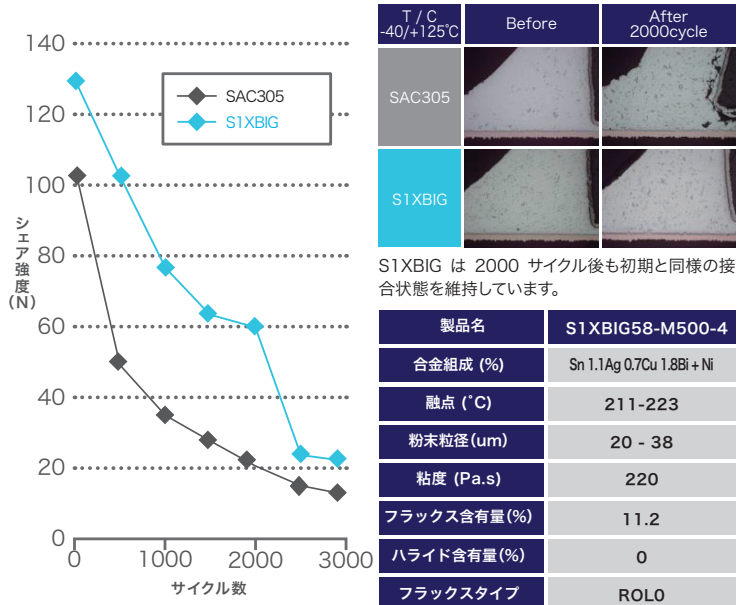 140
120
100
80
60
40
20
0
シェア強度(N)
SAC305
S1XBIG
0
1000
2000
3000
サイクル数
T / C
-40/+125℃
Before
After
2000cycle
SAC305
S1XBIG
S1XBIG は 2000 サイクル後も初期と同様の接
合状態を維持しています。
製品名 S1XBIG58-M500-4
合金組成 (%) Sn 1.1Ag 0.7Cu 1.8Bi + Ni
融点 (˚C) 211-223
粉末粒径(um) 20 - 38
粘度 (Pa.s) 220
フラックス含有量(%) 11.2
ハライド含有量(%) 0
フラックスタイプ ROL0